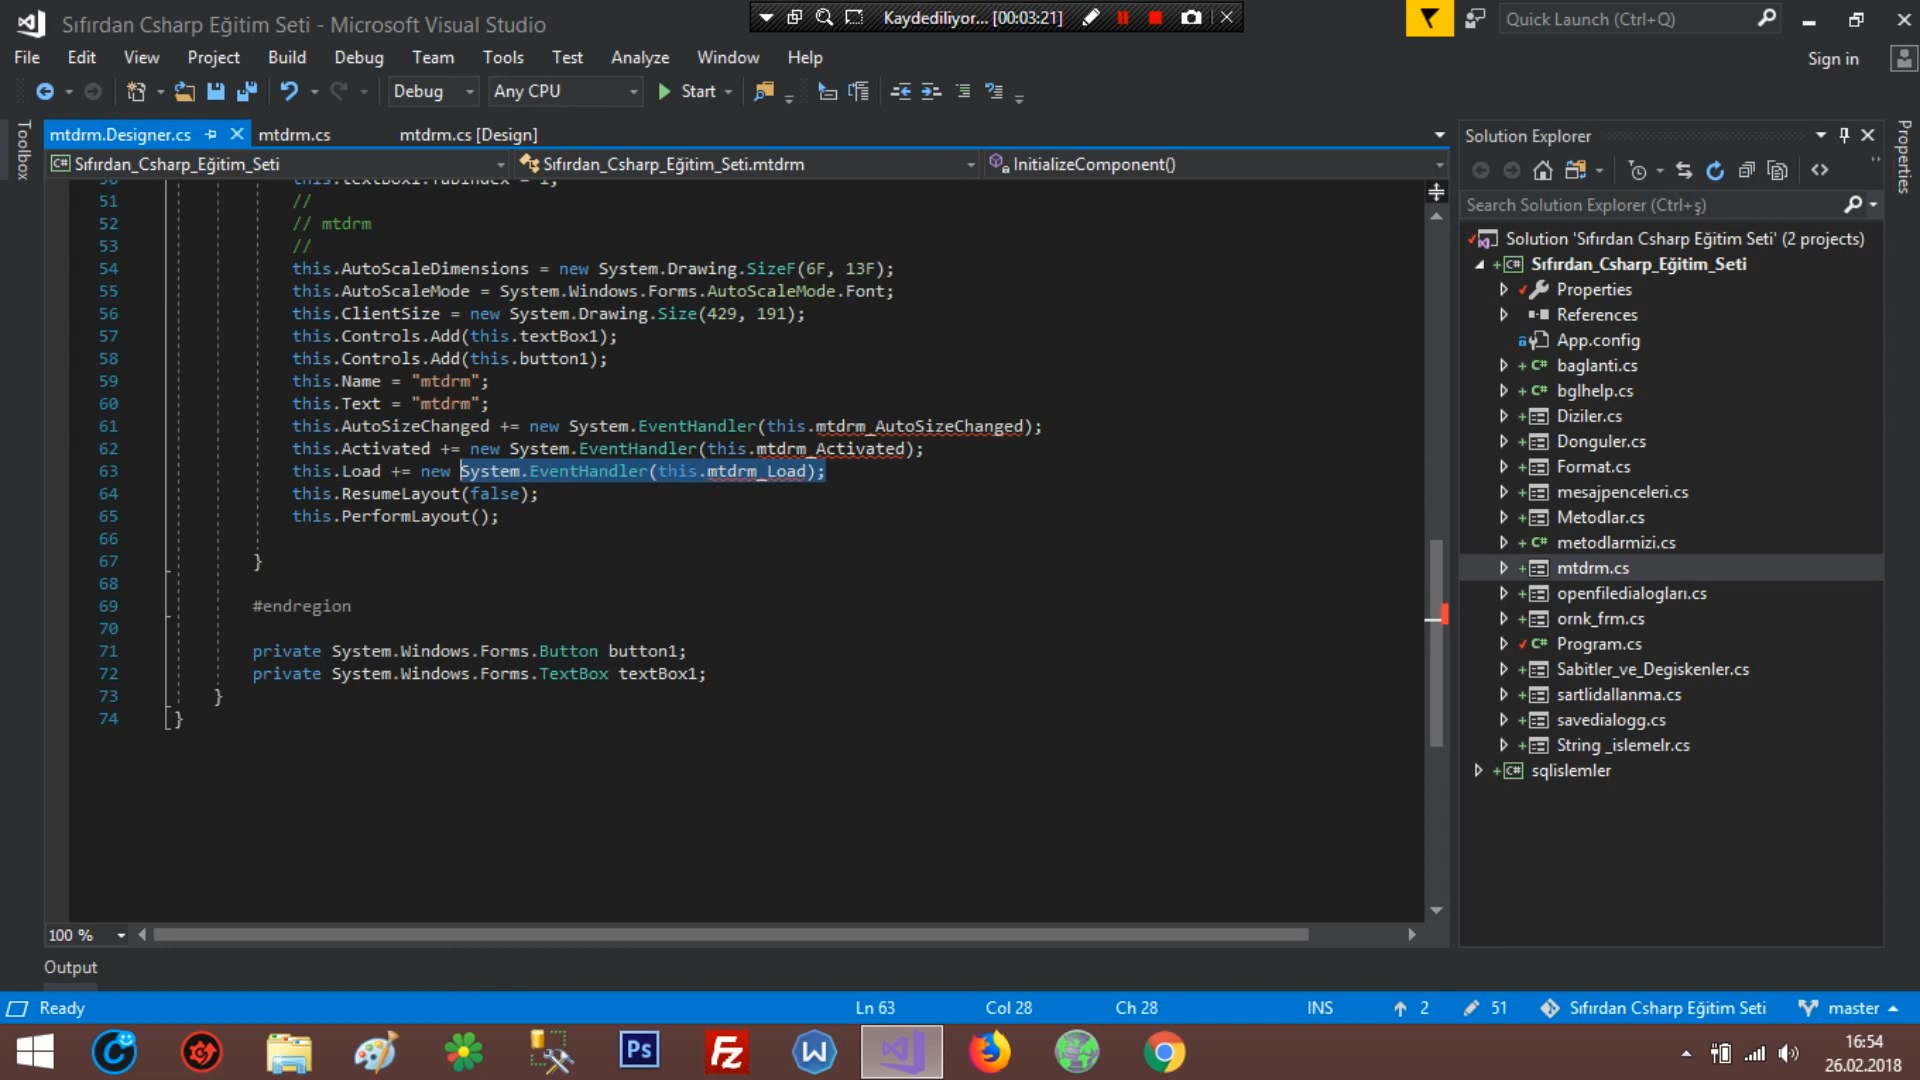 Sıfırdan Csharp Eğitim Seti - Microsoft Visual Studio
Kaydediliyor... [00:03:21]
Quick Launch (Ctrl+Q)
File Edit View Project Build Debug Team Tools Test Analyze Window Help
Sign in
Debug Any CPU Start
Toolbox
mtdrm.Designer.cs mtdrm.cs mtdrm.cs [Design]
Sıfırdan_Csharp_Eğitim_Seti Sıfırdan_Csharp_Eğitim_Seti.mtdrm InitializeComponent()
51 //
52 // mtdrm
53 //
54 this.AutoScaleDimensions = new System.Drawing.SizeF(6F, 13F);
55 this.AutoScaleMode = System.Windows.Forms.AutoScaleMode.Font;
56 this.ClientSize = new System.Drawing.Size(429, 191);
57 this.Controls.Add(this.textBox1);
58 this.Controls.Add(this.button1);
59 this.Name = "mtdrm";
60 this.Text = "mtdrm";
61 this.AutoSizeChanged += new System.EventHandler(this.mtdrm_AutoSizeChanged);
62 this.Activated += new System.EventHandler(this.mtdrm_Activated);
63 this.Load += new System.EventHandler(this.mtdrm_Load);
64 this.ResumeLayout(false);
65 this.PerformLayout();
66
67 }
68
69 #endregion
70
71 private System.Windows.Forms.Button button1;
72 private System.Windows.Forms.TextBox textBox1;
73 }
74 }
100 %
Solution Explorer
Search Solution Explorer (Ctrl+ş)
Solution 'Sıfırdan Csharp Eğitim Seti' (2 projects)
Sıfırdan_Csharp_Eğitim_Seti
Properties
References
App.config
baglanti.cs
bglhelp.cs
Diziler.cs
Donguler.cs
Format.cs
mesajpenceleri.cs
Metodlar.cs
metodlarmizi.cs
mtdrm.cs
openfiledialogları.cs
ornk_frm.cs
Program.cs
Sabitler_ve_Degiskenler.cs
sartlidallanma.cs
savedialogg.cs
String _islemelr.cs
sqlislemler
Properties
Output
Ready Ln 63 Col 28 Ch 28 INS 2 51 Sıfırdan Csharp Eğitim Seti master
Ps
Fz
W
16:54
26.02.2018